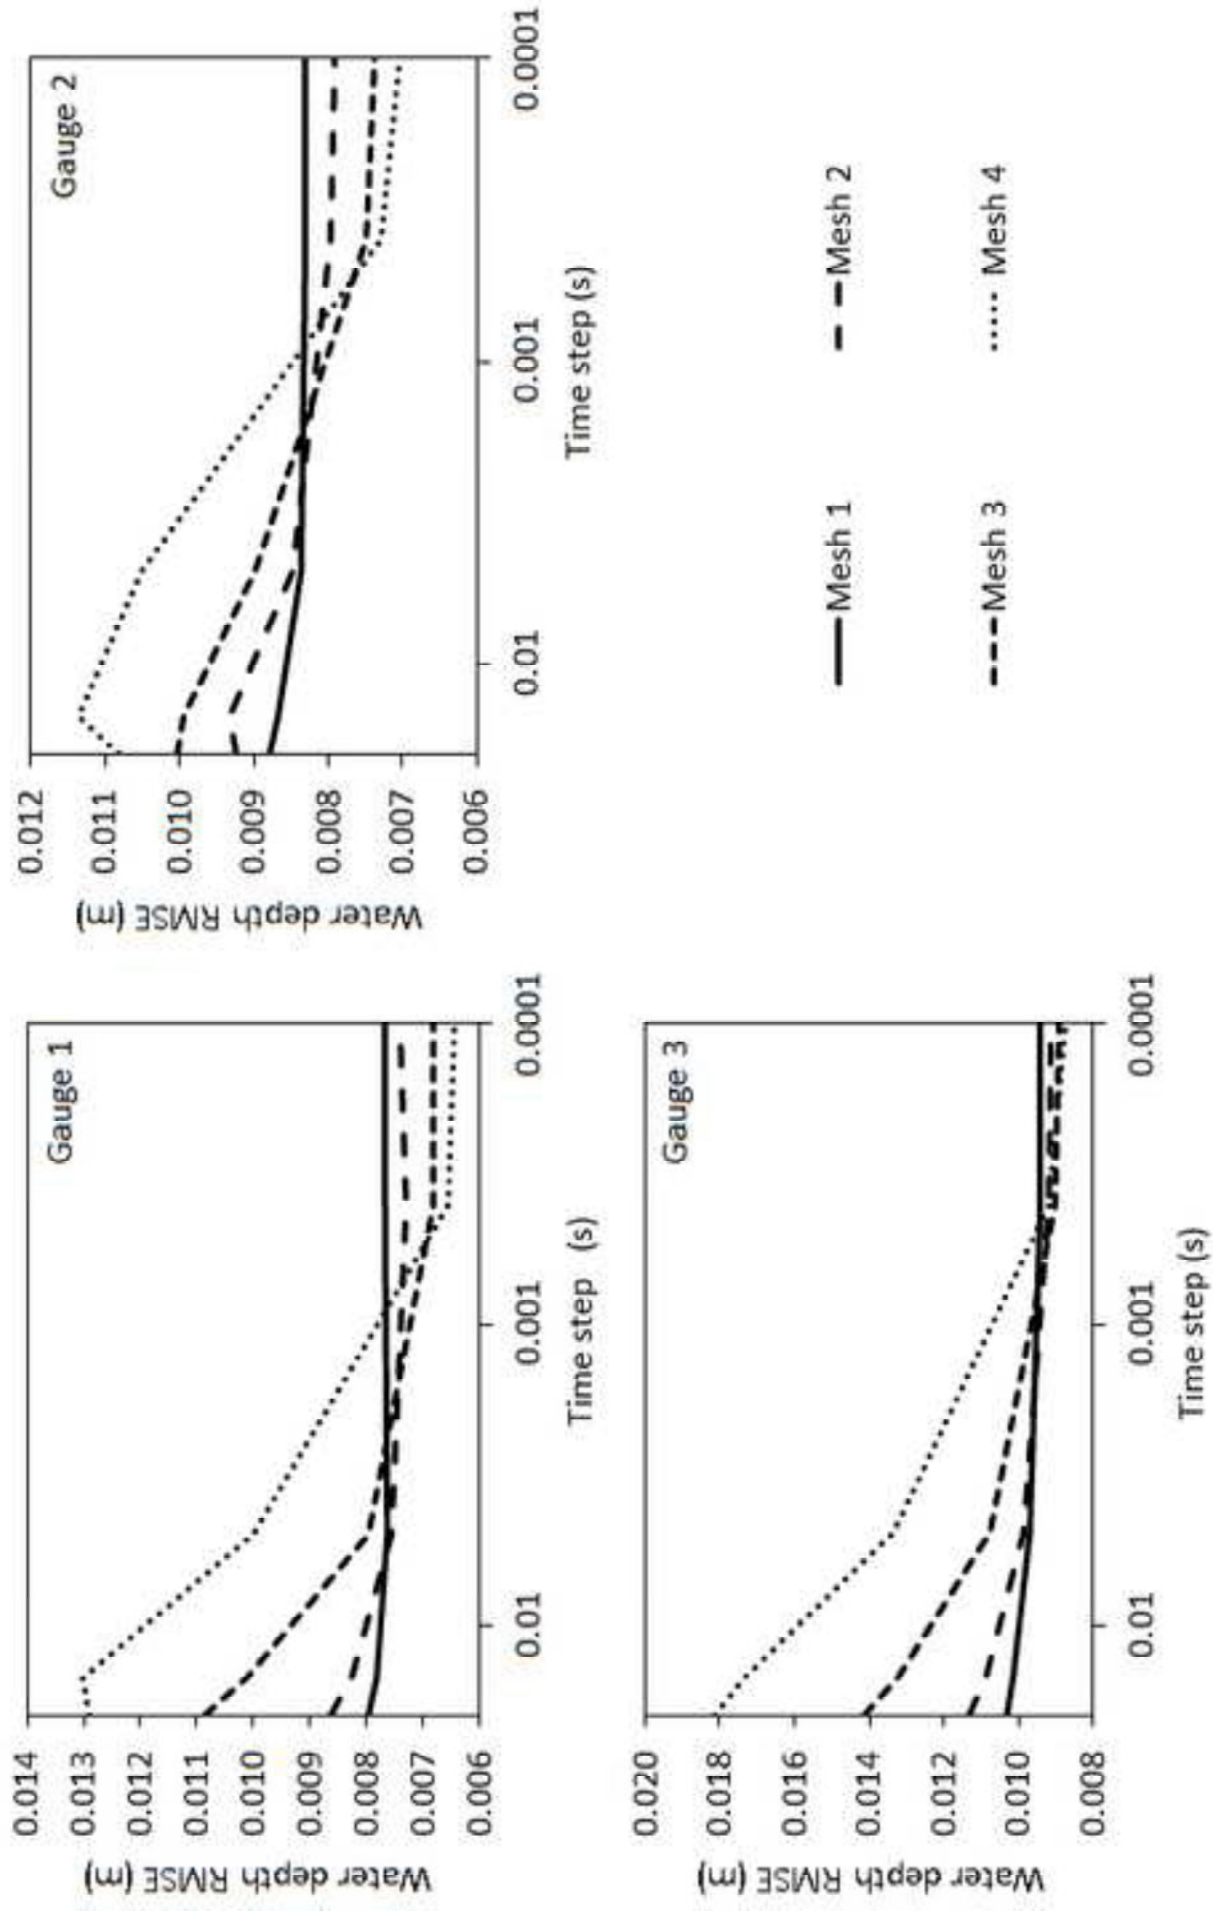 Gauge 1
0.014
0.013
0.012
0.011
0.010
0.009
0.008
0.007
0.006
Water depth RMSE (m)
0.01
0.001
0.0001
Time step (s)
Gauge 2
0.012
0.011
0.010
0.009
0.008
0.007
0.006
Water depth RMSE (m)
0.01
0.001
0.0001
Time step (s)
Gauge 3
0.020
0.018
0.016
0.014
0.012
0.010
0.008
Water depth RMSE (m)
0.01
0.001
0.0001
Time step (s)
Mesh 1
Mesh 2
Mesh 3
Mesh 4